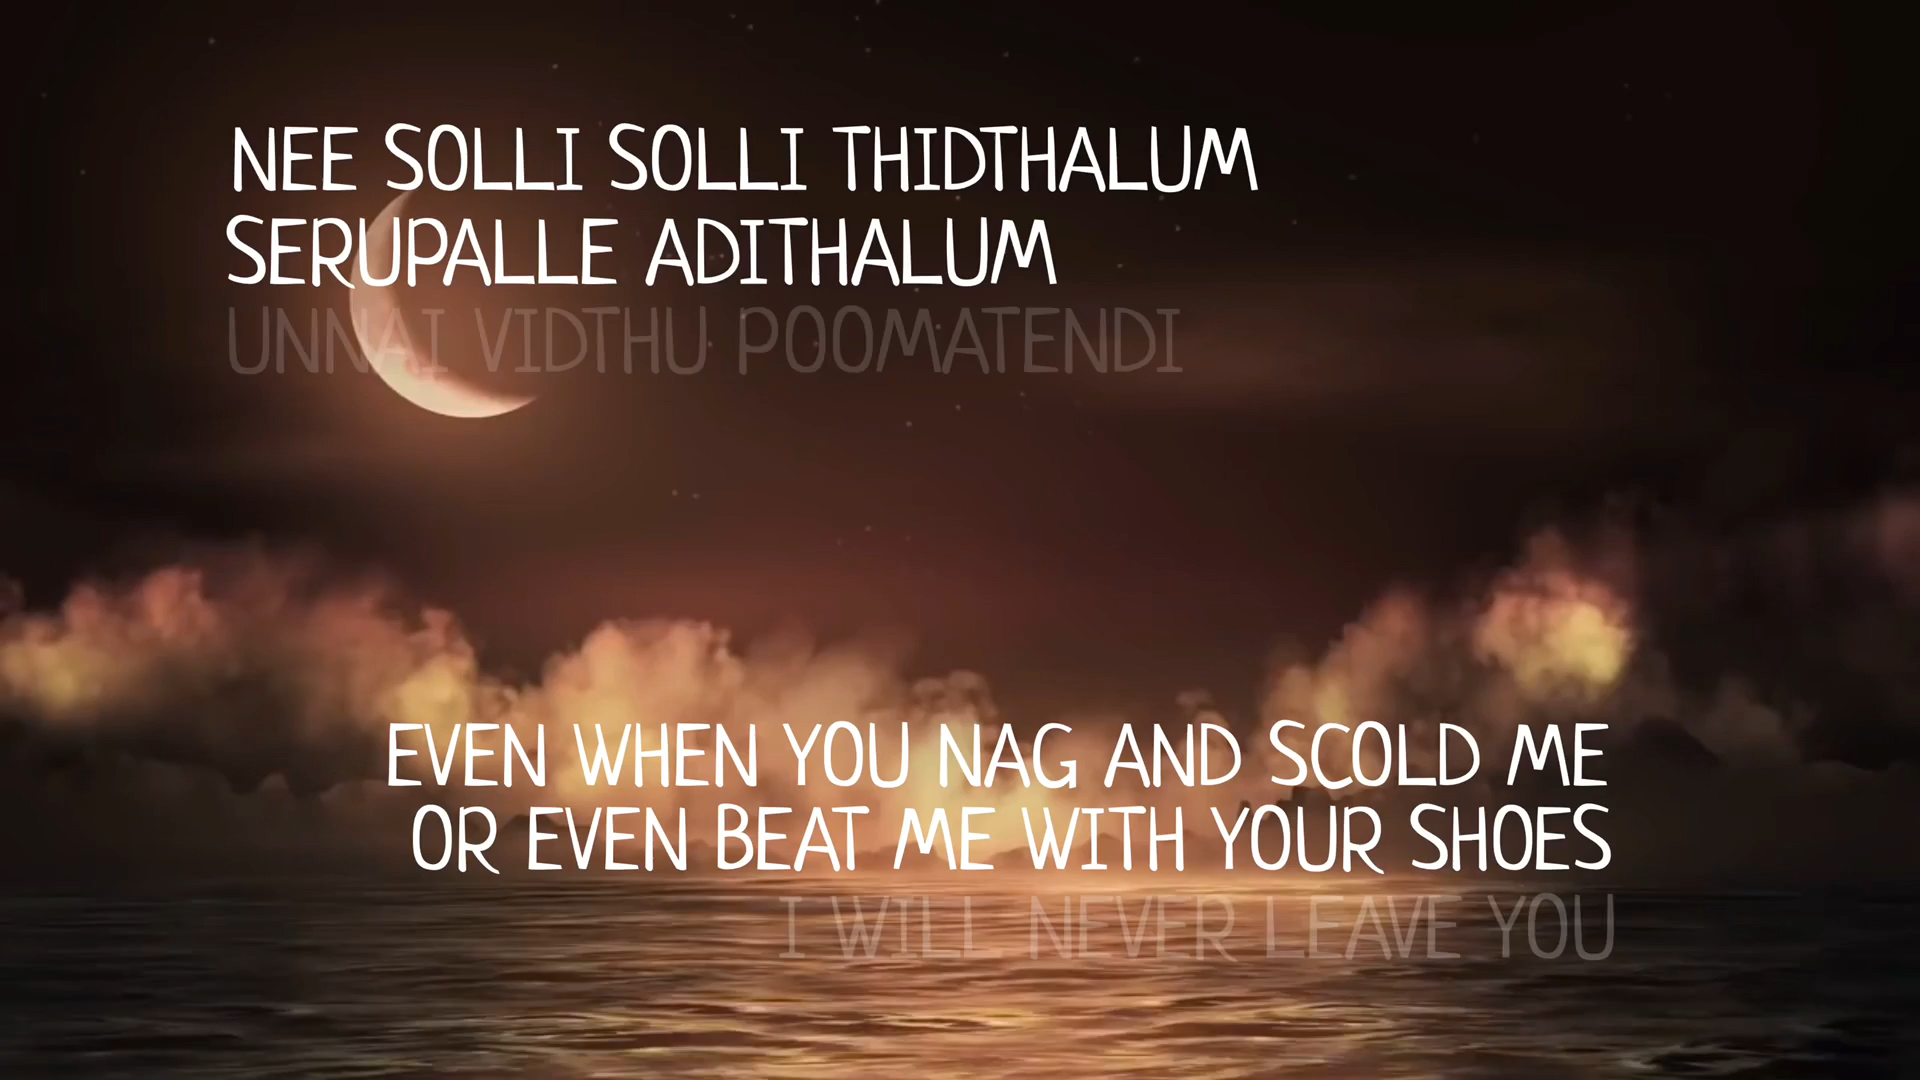 NEE SOLLI SOLLI THIDTHALUM
SERUPALLE ADITHALUM
UNNAI VIDTHU POOMATENDI
EVEN WHEN YOU NAG AND SCOLD ME
OR EVEN BEAT ME WITH YOUR SHOES
I WILL NEVER LEAVE YOU